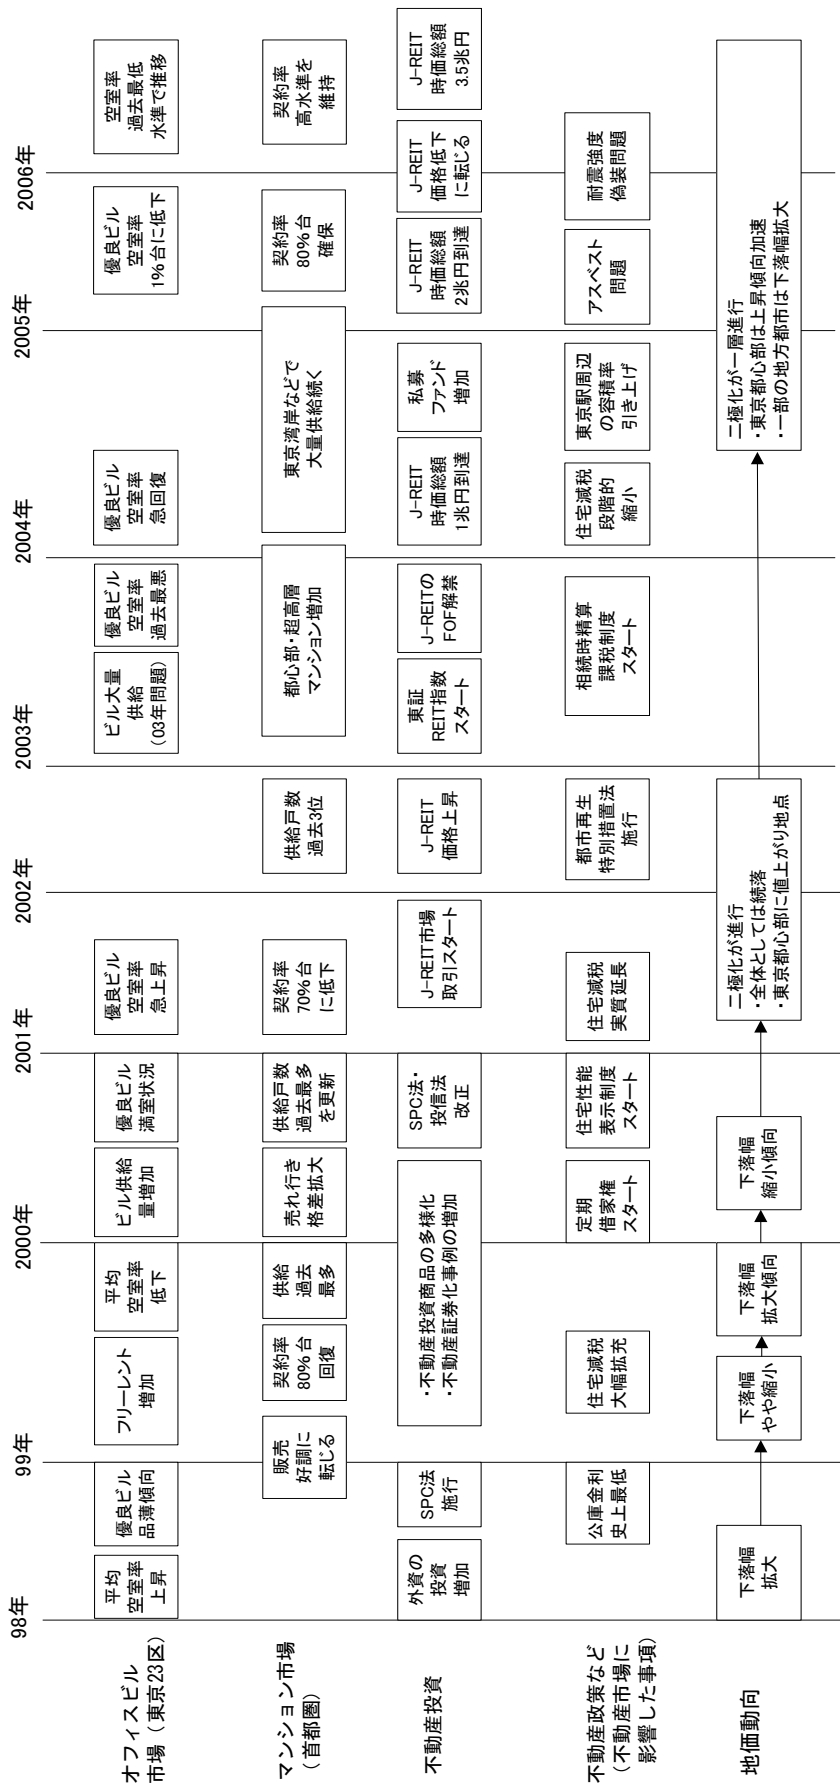 98年
99年
2000年
2001年
2002年
2003年
2004年
2005年
2006年
オフィスビル
市場（東京23区）
平均
空室率
上昇
優良ビル
品薄傾向
フリーレント
増加
平均
空室率
低下
ビル供給
量増加
優良ビル
満室状況
優良ビル
空室率
急上昇
ビル大量
供給
（03年問題）
優良ビル
空室率
過去最悪
優良ビル
空室率
急回復
優良ビル
空室率
1%台に低下
空室率
過去最低
水準で推移
マンション市場
（首都圏）
販売
好調に
転じる
契約率
80%台
回復
供給
過去
最多
売れ行き
格差拡大
供給戸数
過去最多
を更新
契約率
70%台
に低下
供給戸数
過去3位
都心部・超高層
マンション増加
東京湾岸などで
大量供給続く
契約率
80%台
確保
契約率
高水準を
維持
不動産投資
外資の
投資
増加
SPC法
施行
・不動産投資商品の多様化
・不動産証券化事例の増加
SPC法・
投信法
改正
J-REIT市場
取引スタート
J-REIT
価格上昇
東証
REIT指数
スタート
J-REITの
FOF解禁
J-REIT
時価総額
1兆円到達
私募
ファンド
増加
J-REIT
時価総額
2兆円到達
J-REIT
価格低下
に転じる
J-REIT
時価総額
3.5兆円
不動産政策など
（不動産市場に
影響した事項）
公庫金利
史上最低
住宅減税
大幅拡充
定期
借家権
スタート
住宅性能
表示制度
スタート
住宅減税
実質延長
都市再生
特別措置法
施行
相続時精算
課税制度
スタート
住宅減税
段階的
縮小
東京駅周辺
の容積率
引き上げ
アスベスト
問題
耐震強度
偽装問題
地価動向
下落幅
拡大
下落幅
やや縮小
下落幅
拡大傾向
下落幅
縮小傾向
二極化が進行
・全体としては続落
・東京都心部に値上がり地点
二極化が一層進行
・東京都心部は上昇傾向加速
・一部の地方都市は下落幅拡大